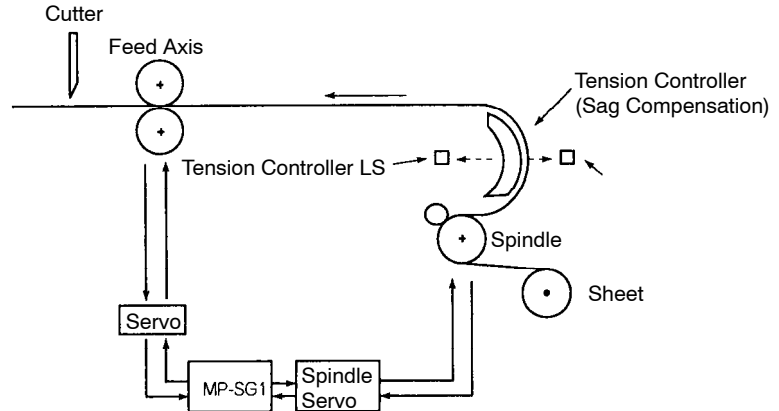 Cutter
Feed Axis
Tension Controller
(Sag Compensation)
Tension Controller LS
Spindle
Sheet
Servo
MP-SG1
Spindle
Servo